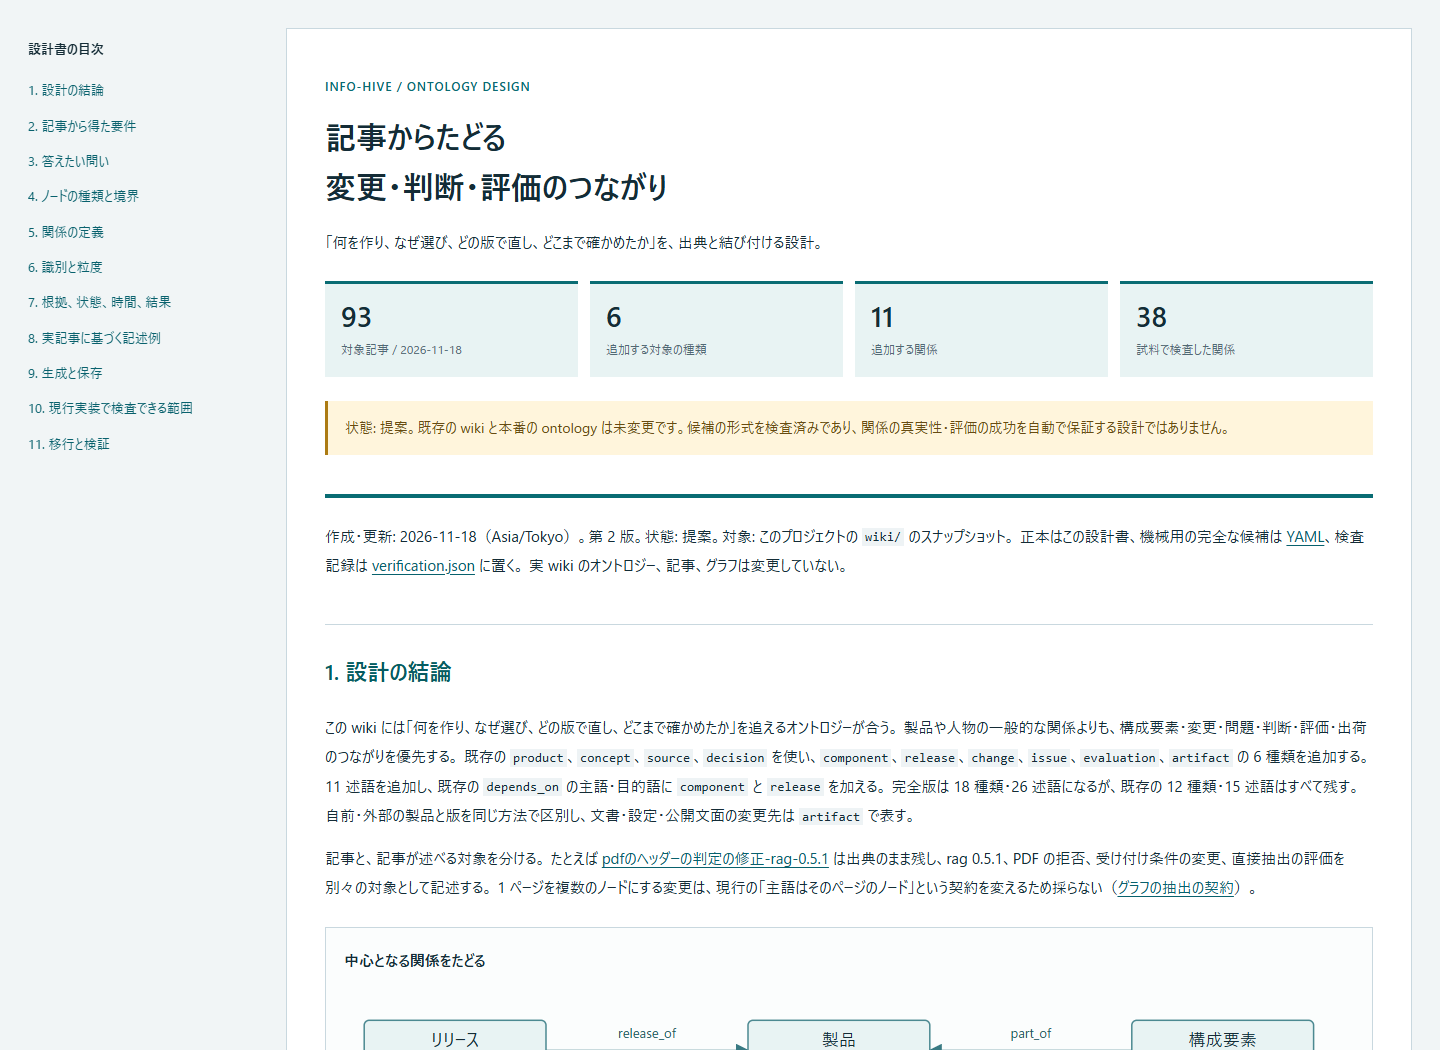 設計書の目次
1. 設計の結論
2. 記事から得た要件
3. 答えたい問い
4. ノードの種類と境界
5. 関係の定義
6. 識別と粒度
7. 根拠、状態、時間、結果
8. 実記事に基づく記述例
9. 生成と保存
10. 現行実装で検査できる範囲
11. 移行と検証
INFO-HIVE / ONTOLOGY DESIGN
記事からたどる
変更・判断・評価のつながり
「何を作り、なぜ選び、どの版で直し、どこまで確かめたか」を、出典と結び付ける設計。
93
対象記事 / 2026-11-18
6
追加する対象の種類
11
追加する関係
38
試料で検査した関係
状態: 提案。既存の wiki と本番の ontology は未変更です。候補の形式を検査済みであり、関係の真実性・評価の成功を自動で保証する設計ではありません。
作成・更新: 2026-11-18（Asia/Tokyo）。第 2 版。状態: 提案。対象: このプロジェクトの wiki/ のスナップショット。正本はこの設計書、機械用の完全な候補は YAML、検査
記録は verification.json に置く。実 wiki のオントロジー、記事、グラフは変更していない。
1. 設計の結論
この wiki には「何を作り、なぜ選び、どの版で直し、どこまで確かめたか」を追えるオントロジーが合う。製品や人物の一般的な関係よりも、構成要素・変更・問題・判断・評価・出荷
のつながりを優先する。既存の product、concept、source、decision を使い、component、release、change、issue、evaluation、artifact の 6 種類を追加する。
11 述語を追加し、既存の depends_on の主語・目的語に component と release を加える。完全版は 18 種類・26 述語になるが、既存の 12 種類・15 述語はすべて残す。
自前・外部の製品と版を同じ方法で区別し、文書・設定・公開文面の変更先は artifact で表す。
記事と、記事が述べる対象を分ける。たとえば pdfのヘッダーの判定の修正-rag-0.5.1 は出典のまま残し、rag 0.5.1、PDF の拒否、受け付け条件の変更、直接抽出の評価を
別々の対象として記述する。1 ページを複数のノードにする変更は、現行の「主語はそのページのノード」という契約を変えるため採らない（グラフの抽出の契約）。
中心となる関係をたどる
リリース
release_of
製品
part_of
構成要素